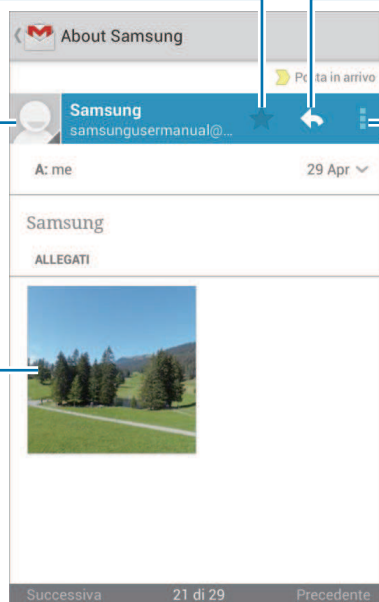 About Samsung
Posta in arrivo
Samsung
samsungusermanual@...
A: me 29 Apr
Samsung
ALLEGATI
Successiva 21 di 29 Precedente